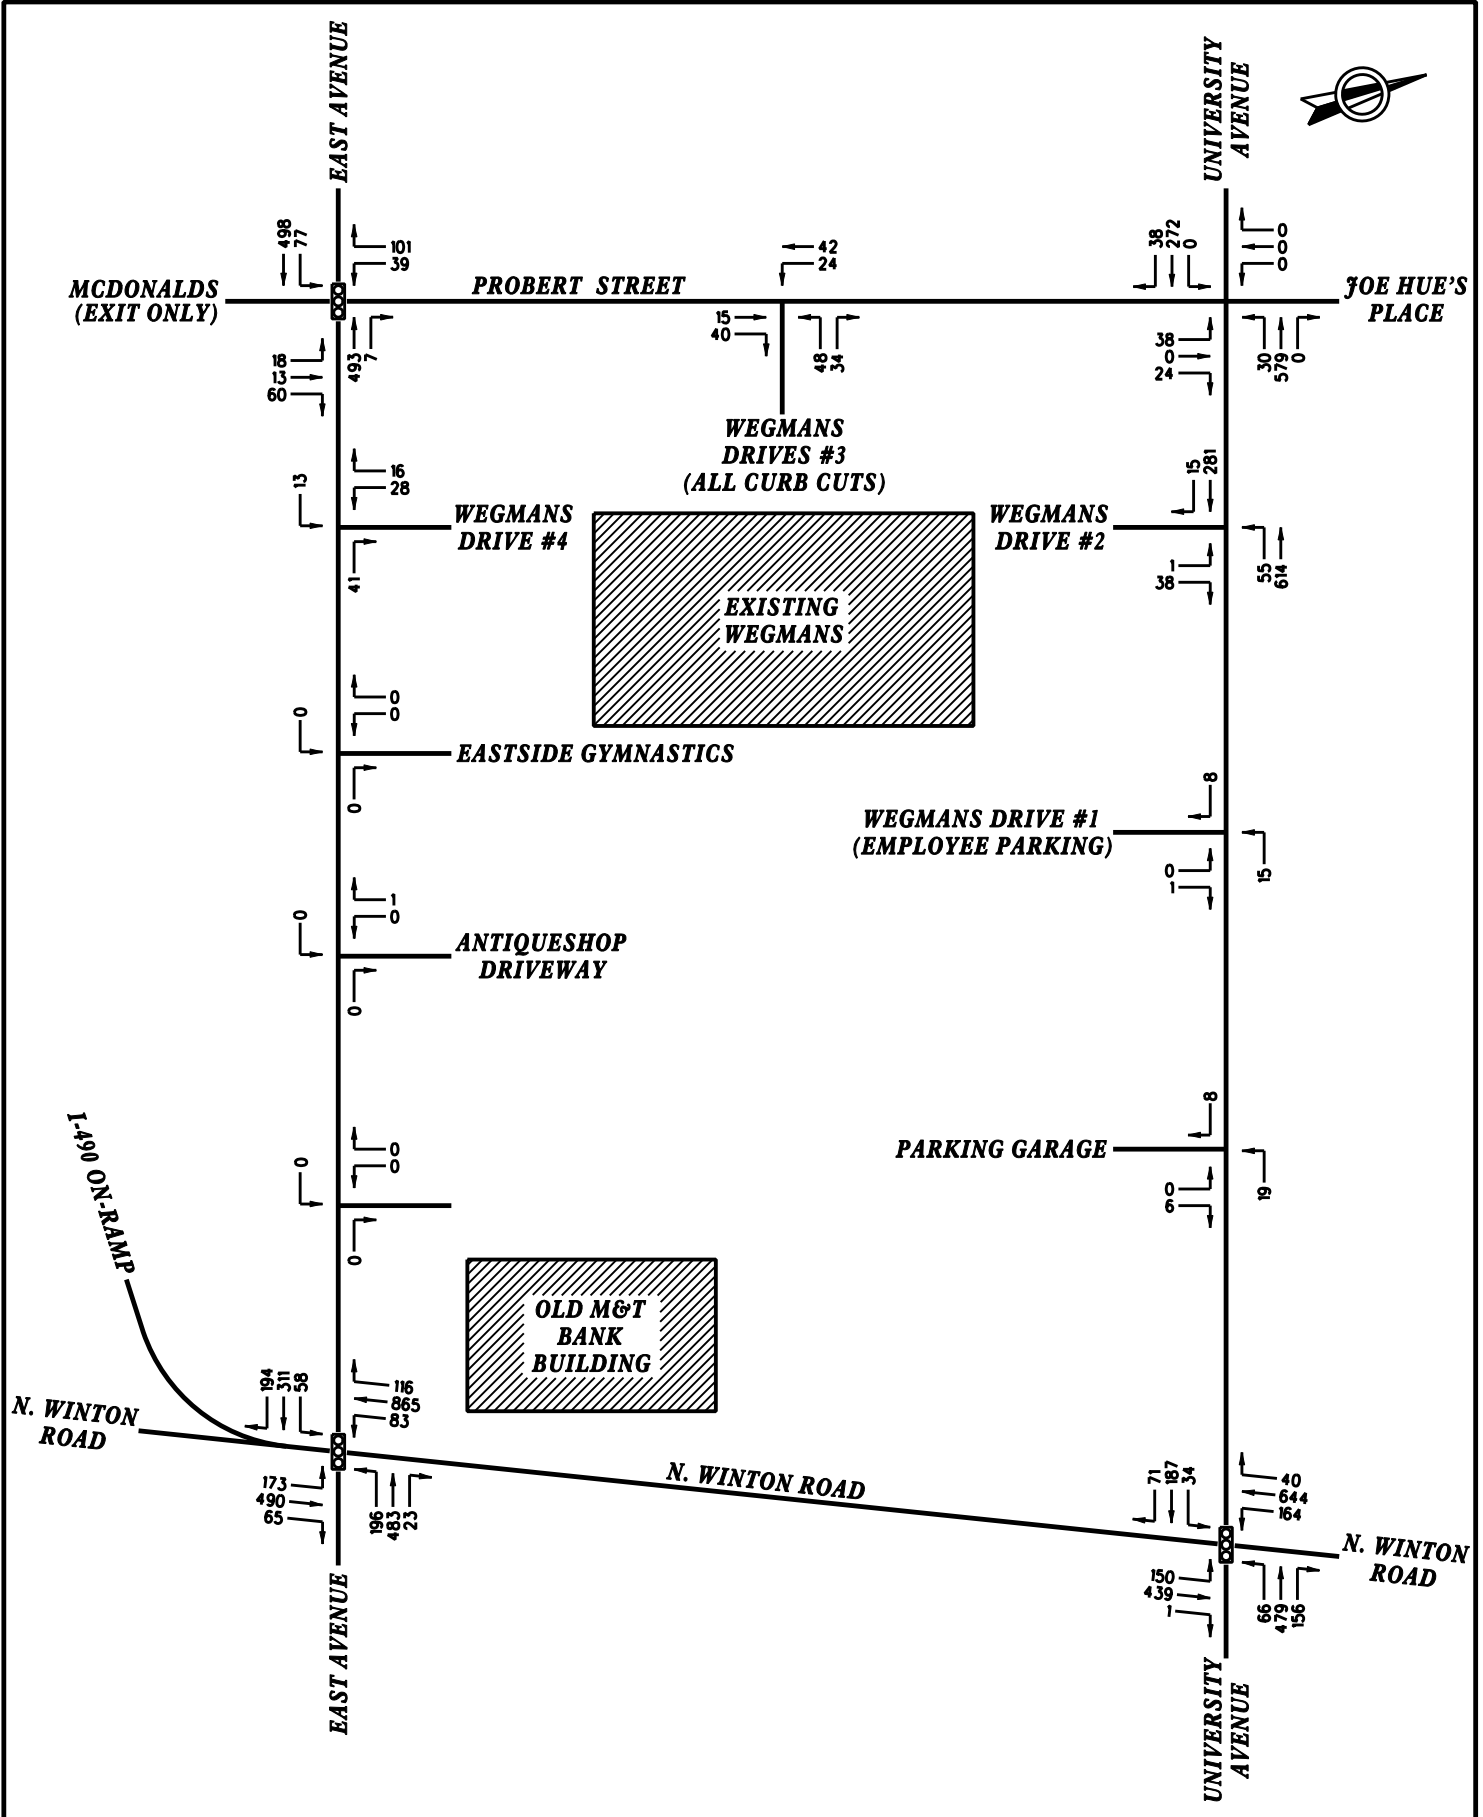 EAST AVENUE
UNIVERSITY
AVENUE
498
77
101
39
MCDONALDS
(EXIT ONLY)
PROBERT STREET
42
24
38
272
0
0
0
0
JOE HUE'S
PLACE
18
13
60
493
7
15
40
48
34
38
0
24
30
579
0
WEGMANS
DRIVES #3
(ALL CURB CUTS)
13
16
28
WEGMANS
DRIVE #4
41
15
281
WEGMANS
DRIVE #2
1
38
55
614
EXISTING
WEGMANS
0
0
0
EASTSIDE GYMNASTICS
0
8
WEGMANS DRIVE #1
(EMPLOYEE PARKING)
0
1
15
0
1
0
ANTIQUESHOP
DRIVEWAY
0
8
PARKING GARAGE
0
6
19
0
0
0
0
I-490 ON-RAMP
OLD M&T
BANK
BUILDING
194
311
58
116
865
83
N. WINTON
ROAD
173
490
65
196
483
23
N. WINTON ROAD
71
187
34
40
644
164
N. WINTON
ROAD
150
439
1
66
479
156
EAST AVENUE
UNIVERSITY
AVENUE